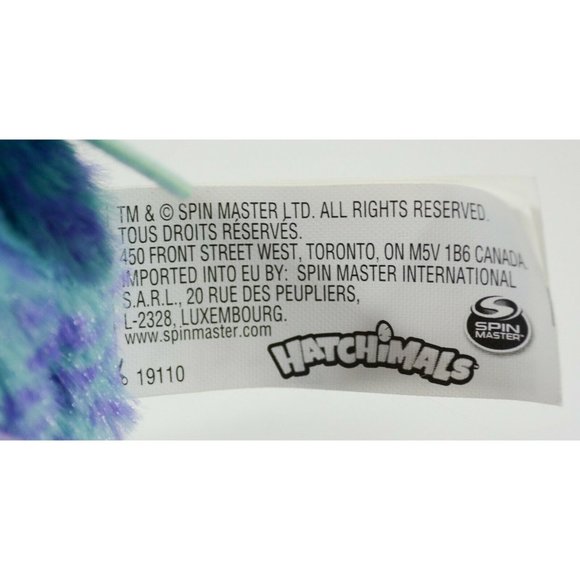 TM & © SPIN MASTER LTD. ALL RIGHTS RESERVED.
TOUS DROITS RÉSERVÉS.
450 FRONT STREET WEST, TORONTO, ON M5V 1B6 CANADA.
IMPORTED INTO EU BY: SPIN MASTER INTERNATIONAL
S.A.R.L., 20 RUE DES PEUPLIERS,
L-2328, LUXEMBOURG.
www.spinmaster.com
19110
HATCHiMALS
SPIN
MASTER™